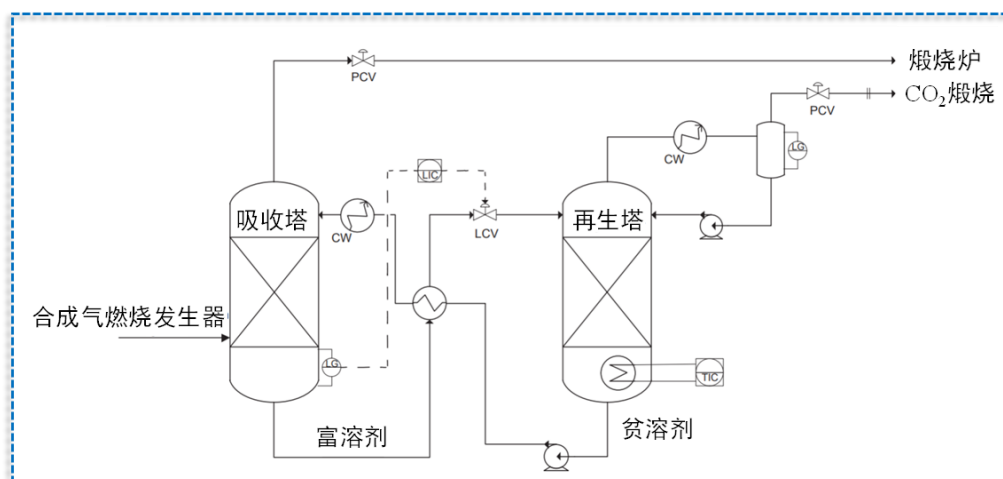 煅烧炉
PCV
CO₂煅烧
PCV
CW
LG
LIC
吸收塔
再生塔
CW
LCV
合成气燃烧发生器
LG
TIC
富溶剂
贫溶剂